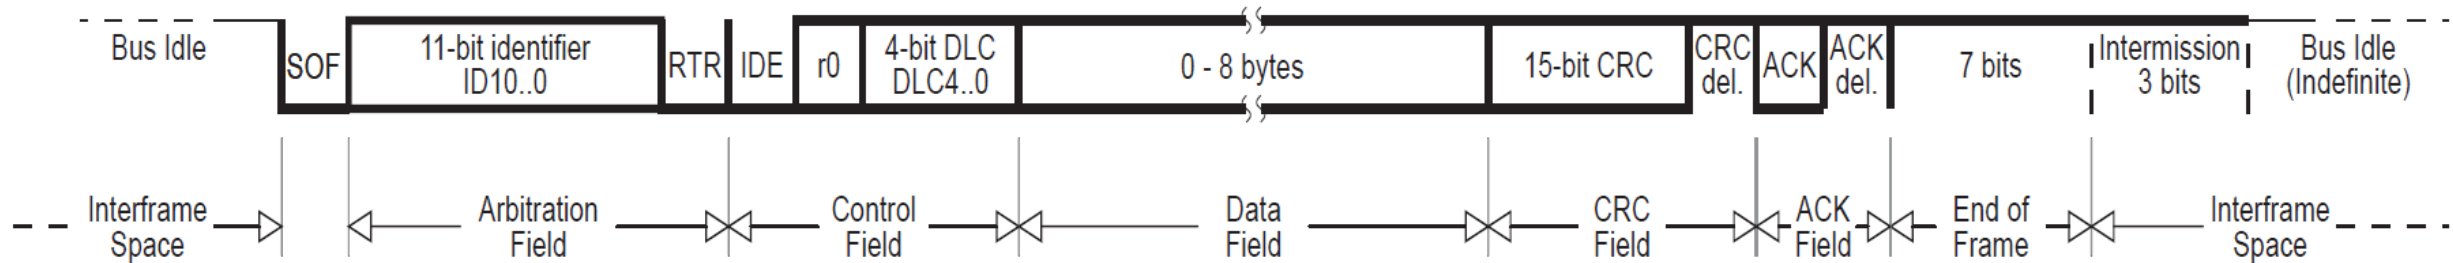 Bus Idle
SOF
11-bit identifier
ID10..0
RTR
IDE
r0
4-bit DLC
DLC4..0
0 - 8 bytes
15-bit CRC
CRC
del.
ACK
ACK
del.
7 bits
Intermission
3 bits
Bus Idle
(Indefinite)
Interframe
Space
Arbitration
Field
Control
Field
Data
Field
CRC
Field
ACK
Field
End of
Frame
Interframe
Space